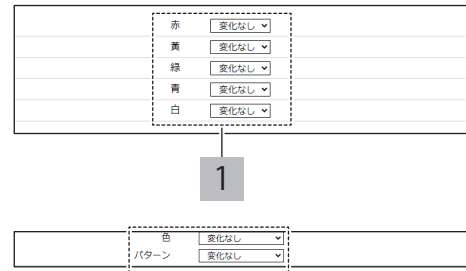 赤 変化なし
黄 変化なし
緑 変化なし
青 変化なし
白 変化なし
1
色 変化なし
パターン 変化なし